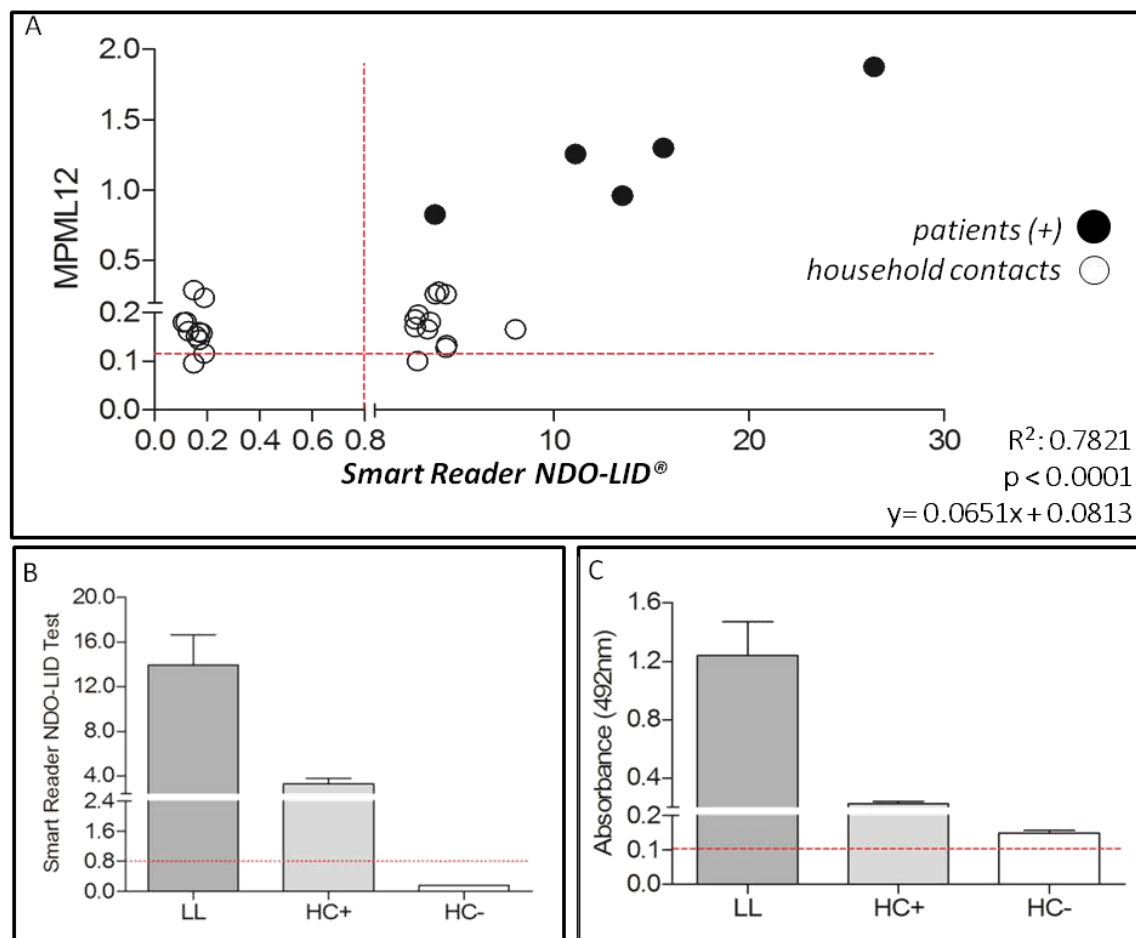 A
2.0
1.5
1.0
0.5
0.2
0.1
0.0
MPML12
0.0 0.2 0.4 0.6 0.8 10 20 30
Smart Reader NDO-LID®
patients (+)
household contacts
R²: 0.7821
p < 0.0001
y= 0.0651x + 0.0813
B
20.0
16.0
12.0
8.0
4.0
2.4
1.6
0.8
0.0
Smart Reader NDO-LID Test
LL HC+ HC-
C
1.6
1.2
0.8
0.4
0.2
0.1
0.0
Absorbance (492nm)
LL HC+ HC-